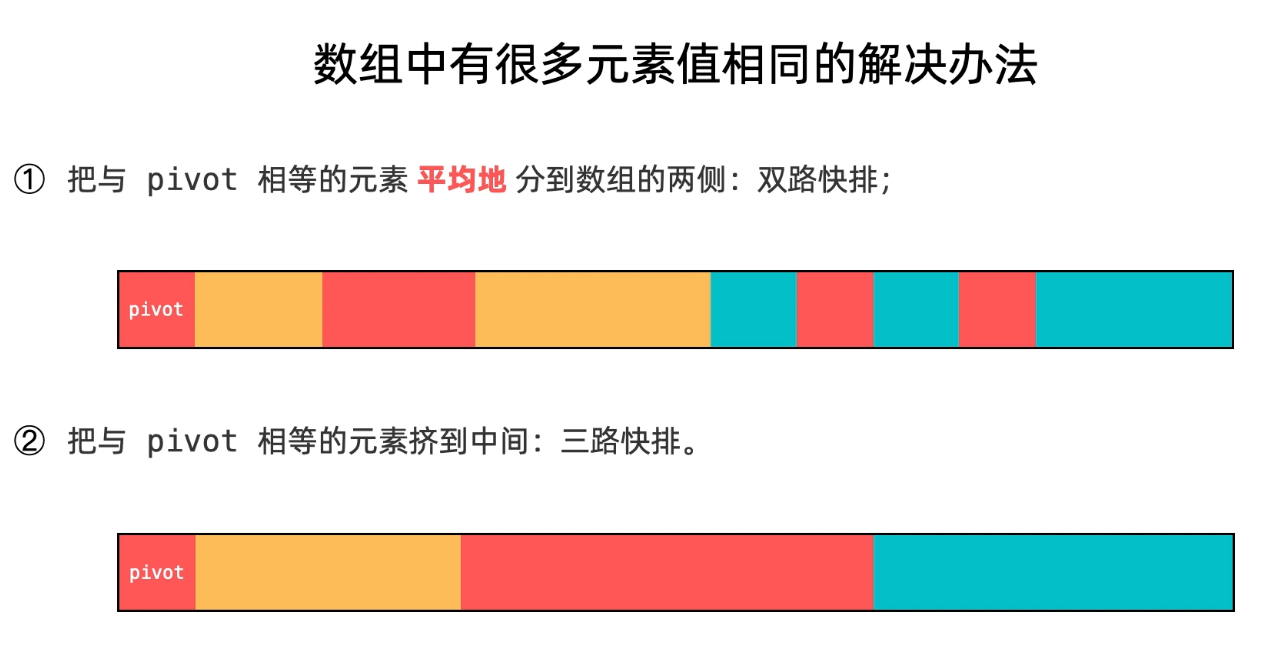 数组中有很多元素值相同的解决办法
① 把与 pivot 相等的元素 平均地 分到数组的两侧：双路快排；
pivot
② 把与 pivot 相等的元素挤到中间：三路快排。
pivot